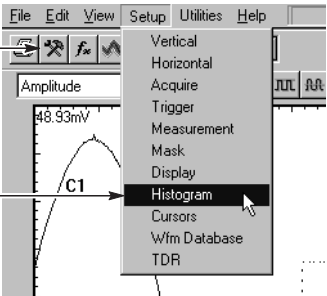 File Edit View Setup Utilities Help
Vertical
Horizontal
Acquire
Trigger
Measurement
Mask
Display
Histogram
Cursors
Wfm Database
TDR
fx
Amplitude
48.93mV
C1